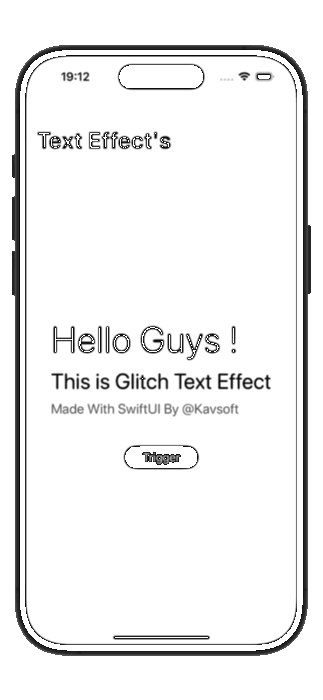 19:12
Text Effect's
Hello Guys !
This is Glitch Text Effect
Made With SwiftUI By @Kavsoft
Trigger